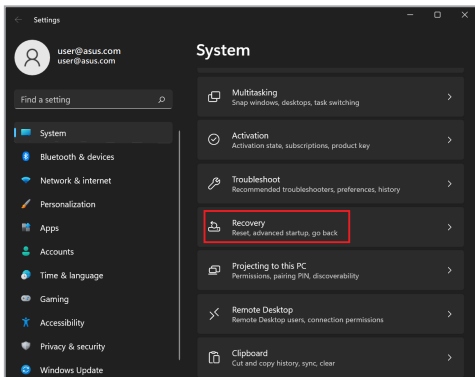 Settings
user@asus.com
user@asus.com
Find a setting
System
Bluetooth & devices
Network & internet
Personalization
Apps
Accounts
Time & language
Gaming
Accessibility
Privacy & security
Windows Update
System
Multitasking
Snap windows, desktops, task switching
Activation
Activation state, subscriptions, product key
Troubleshoot
Recommended troubleshooters, preferences, history
Recovery
Reset, advanced startup, go back
Projecting to this PC
Permissions, pairing PIN, discoverability
Remote Desktop
Remote Desktop users, connection permissions
Clipboard
Cut and copy history, sync, clear